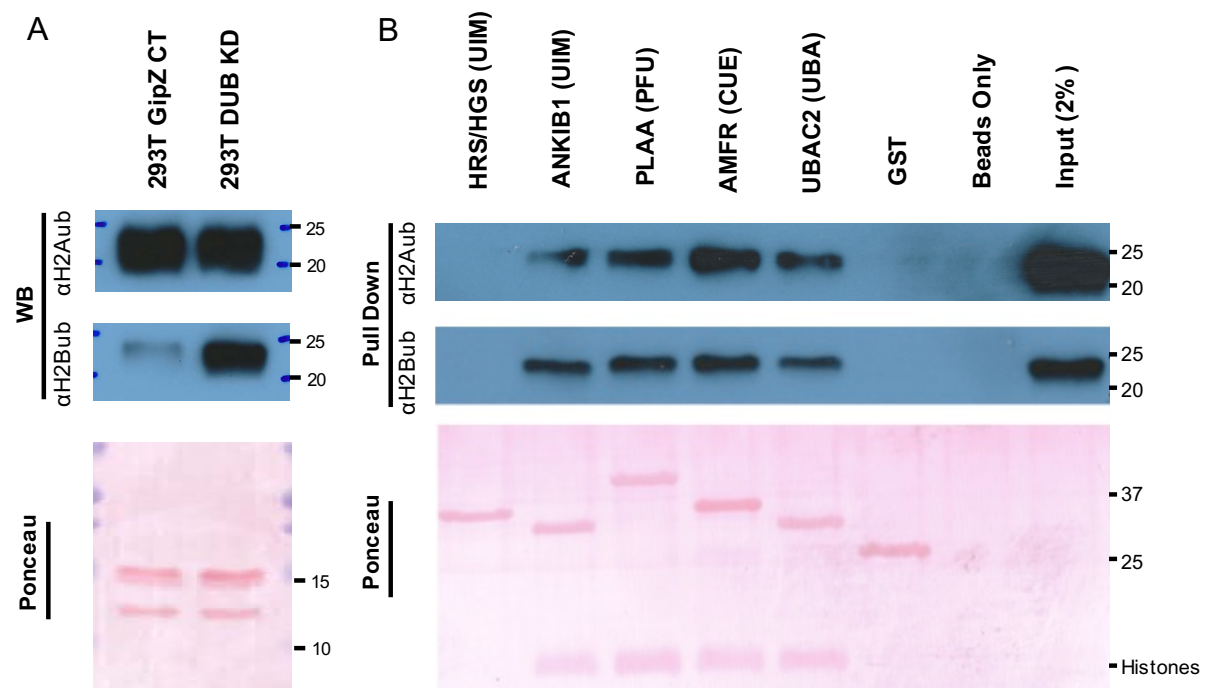 A
293T GipZ CT
293T DUB KD
WB
αH2Aub
25
20
αH2Bub
25
20
Ponceau
15
10
B
HRS/HGS (UIM)
ANKIB1 (UIM)
PLAA (PFU)
AMFR (CUE)
UBAC2 (UBA)
GST
Beads Only
Input (2% )
Pull Down
αH2Aub
25
20
αH2Bub
25
20
Ponceau
37
25
Histones